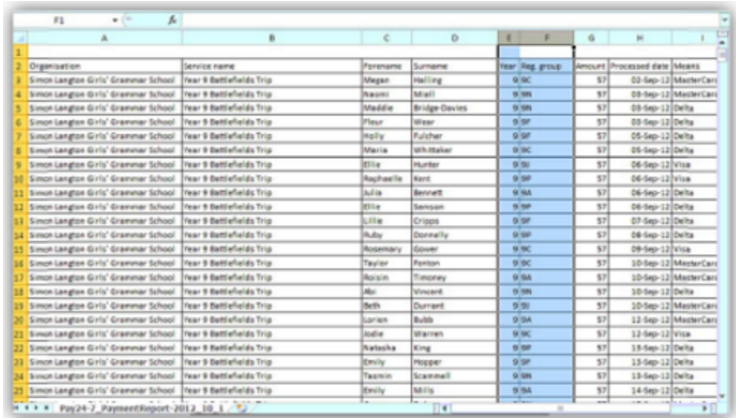 F1 fx
A B C D E F G H I
1
2 Organisation Service name Forename Surname Year Reg. group Amount Processed date Means
3 Simon Langton Girls' Grammar School Year 9 Battlefields Trip Megan Halling 9 9C 57 02-Sep-12 MasterCard
4 Simon Langton Girls' Grammar School Year 9 Battlefields Trip Naomi Miall 9 9N 57 03-Sep-12 MasterCard
5 Simon Langton Girls' Grammar School Year 9 Battlefields Trip Maddie Bridge-Davies 9 9N 57 03-Sep-12 Delta
6 Simon Langton Girls' Grammar School Year 9 Battlefields Trip Fleur Wear 9 9F 57 03-Sep-12 Delta
7 Simon Langton Girls' Grammar School Year 9 Battlefields Trip Holly Fulcher 9 9F 57 05-Sep-12 Delta
8 Simon Langton Girls' Grammar School Year 9 Battlefields Trip Maria Whittaker 9 9C 57 05-Sep-12 Delta
9 Simon Langton Girls' Grammar School Year 9 Battlefields Trip Ellie Hunter 9 9J 57 06-Sep-12 Visa
10 Simon Langton Girls' Grammar School Year 9 Battlefields Trip Raphaelle Kent 9 9P 57 06-Sep-12 Visa
11 Simon Langton Girls' Grammar School Year 9 Battlefields Trip Julia Bennett 9 9A 57 06-Sep-12 Delta
12 Simon Langton Girls' Grammar School Year 9 Battlefields Trip Ellie Samson 9 9P 57 06-Sep-12 Delta
13 Simon Langton Girls' Grammar School Year 9 Battlefields Trip Lillie Cripps 9 9F 57 07-Sep-12 Delta
14 Simon Langton Girls' Grammar School Year 9 Battlefields Trip Ruby Donnelly 9 9P 57 08-Sep-12 Delta
15 Simon Langton Girls' Grammar School Year 9 Battlefields Trip Rosemary Gower 9 9C 57 09-Sep-12 Visa
16 Simon Langton Girls' Grammar School Year 9 Battlefields Trip Taylor Fenton 9 9C 57 10-Sep-12 MasterCard
17 Simon Langton Girls' Grammar School Year 9 Battlefields Trip Roisin Timoney 9 9A 57 10-Sep-12 MasterCard
18 Simon Langton Girls' Grammar School Year 9 Battlefields Trip Abi Vincent 9 9N 57 10-Sep-12 Delta
19 Simon Langton Girls' Grammar School Year 9 Battlefields Trip Beth Durrant 9 9J 57 10-Sep-12 MasterCard
20 Simon Langton Girls' Grammar School Year 9 Battlefields Trip Lorien Bubb 9 9A 57 12-Sep-12 MasterCard
21 Simon Langton Girls' Grammar School Year 9 Battlefields Trip Jodie Warren 9 9C 57 12-Sep-12 Visa
22 Simon Langton Girls' Grammar School Year 9 Battlefields Trip Natasha King 9 9P 57 13-Sep-12 Delta
23 Simon Langton Girls' Grammar School Year 9 Battlefields Trip Emily Hopper 9 9F 57 13-Sep-12 Delta
24 Simon Langton Girls' Grammar School Year 9 Battlefields Trip Tasmin Scammell 9 9N 57 13-Sep-12 Delta
25 Simon Langton Girls' Grammar School Year 9 Battlefields Trip Emily Mills 9 9A 57 14-Sep-12 Delta
Pay24-7_PaymentReport-2012_10_1